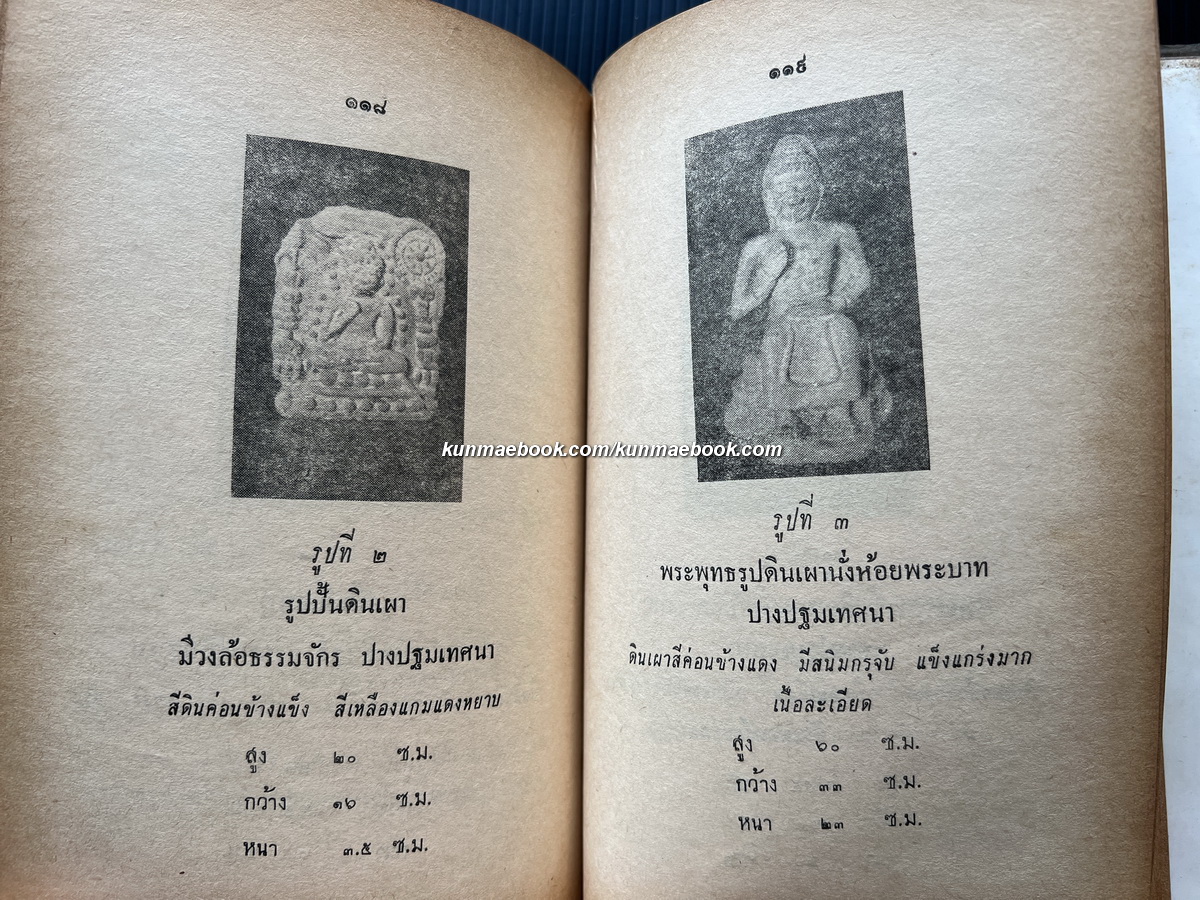 ๑๑๘
รูปที่ ๒
รูปปั้นดินเผา
มีวงล้อธรรมจักร ปางปฐมเทศนา
สีดินค่อนข้างแข็ง สีเหลืองแกมแดงหยาบ
สูง ๒๐ ซ.ม.
กว้าง ๑๖ ซ.ม.
หนา ๓.๕ ซ.ม.
๑๑๙
รูปที่ ๓
พระพุทธรูปดินเผานั่งห้อยพระบาท
ปางปฐมเทศนา
ดินเผาสีค่อนข้างแดง มีสนิมกรุจับ แข็งแกร่งมาก
เนื้อละเอียด
สูง ๖๐ ซ.ม.
กว้าง ๓๓ ซ.ม.
หนา ๒๓ ซ.ม.
kunmaebook.com/kunmaebook.com